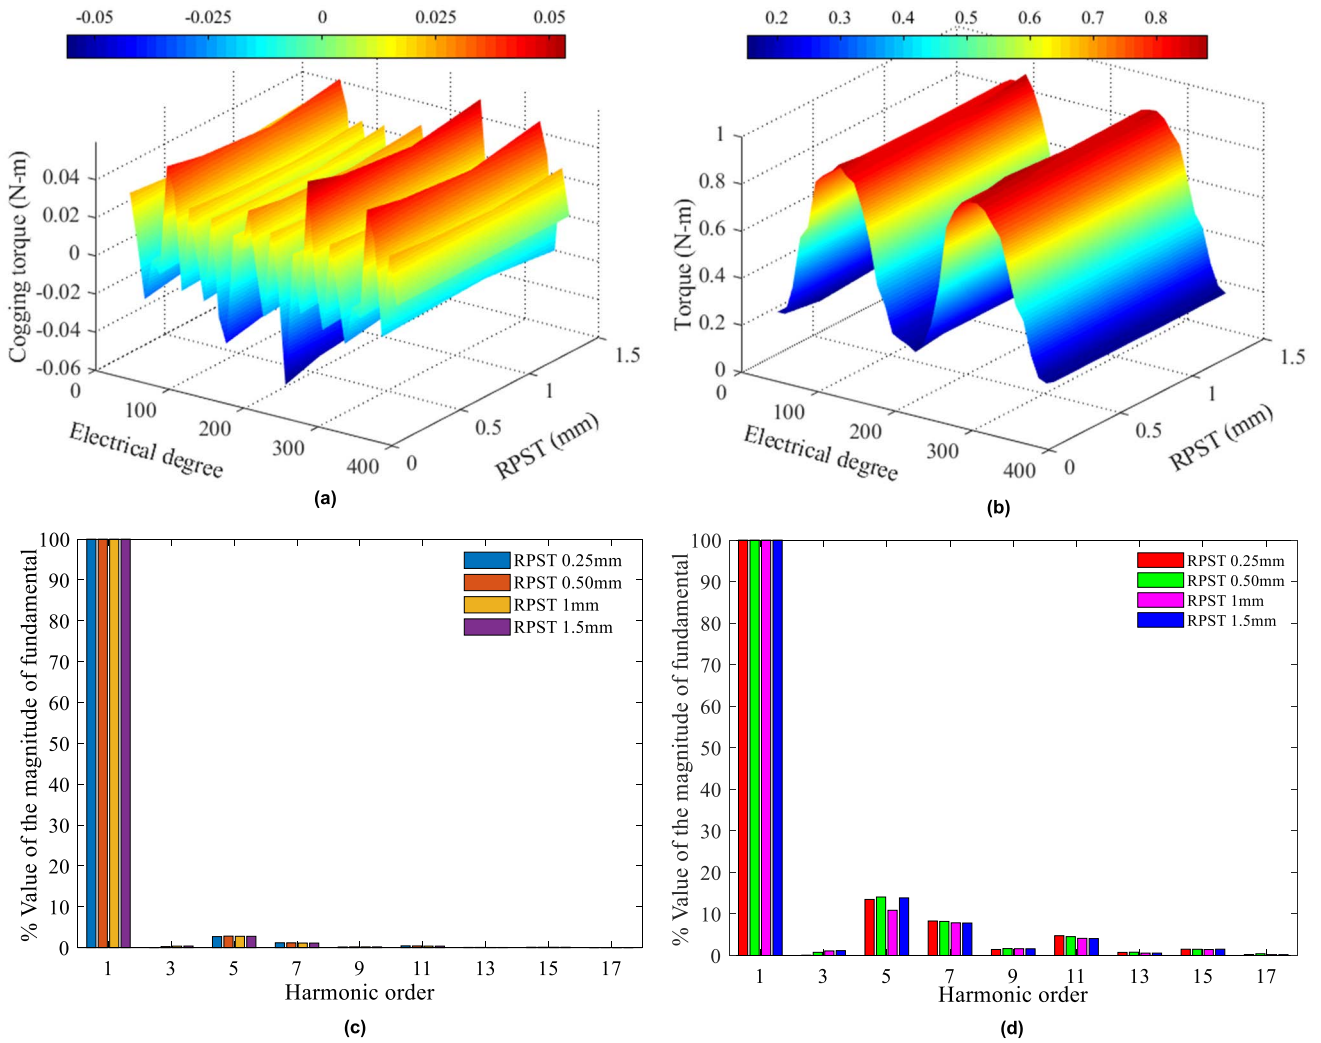 -0.05 -0.025 0 0.025 0.05
Cogging torque (N-m)
0.04
0.02
0
-0.02
-0.04
-0.06
0
100
200
300
400
Electrical degree
0
0.5
1
1.5
RPST (mm)
(a)
0.2 0.3 0.4 0.5 0.6 0.7 0.8
Torque (N-m)
1
0.8
0.6
0.4
0.2
0
0
100
200
300
400
Electrical degree
0
0.5
1
1.5
RPST (mm)
(b)
% Value of the magnitude of fundamental
100
90
80
70
60
50
40
30
20
10
0
RPST 0.25mm
RPST 0.50mm
RPST 1mm
RPST 1.5mm
1 3 5 7 9 11 13 15 17
Harmonic order
(c)
% Value of the magnitude of fundamental
100
90
80
70
60
50
40
30
20
10
0
RPST 0.25mm
RPST 0.50mm
RPST 1mm
RPST 1.5mm
1 3 5 7 9 11 13 15 17
Harmonic order
(d)